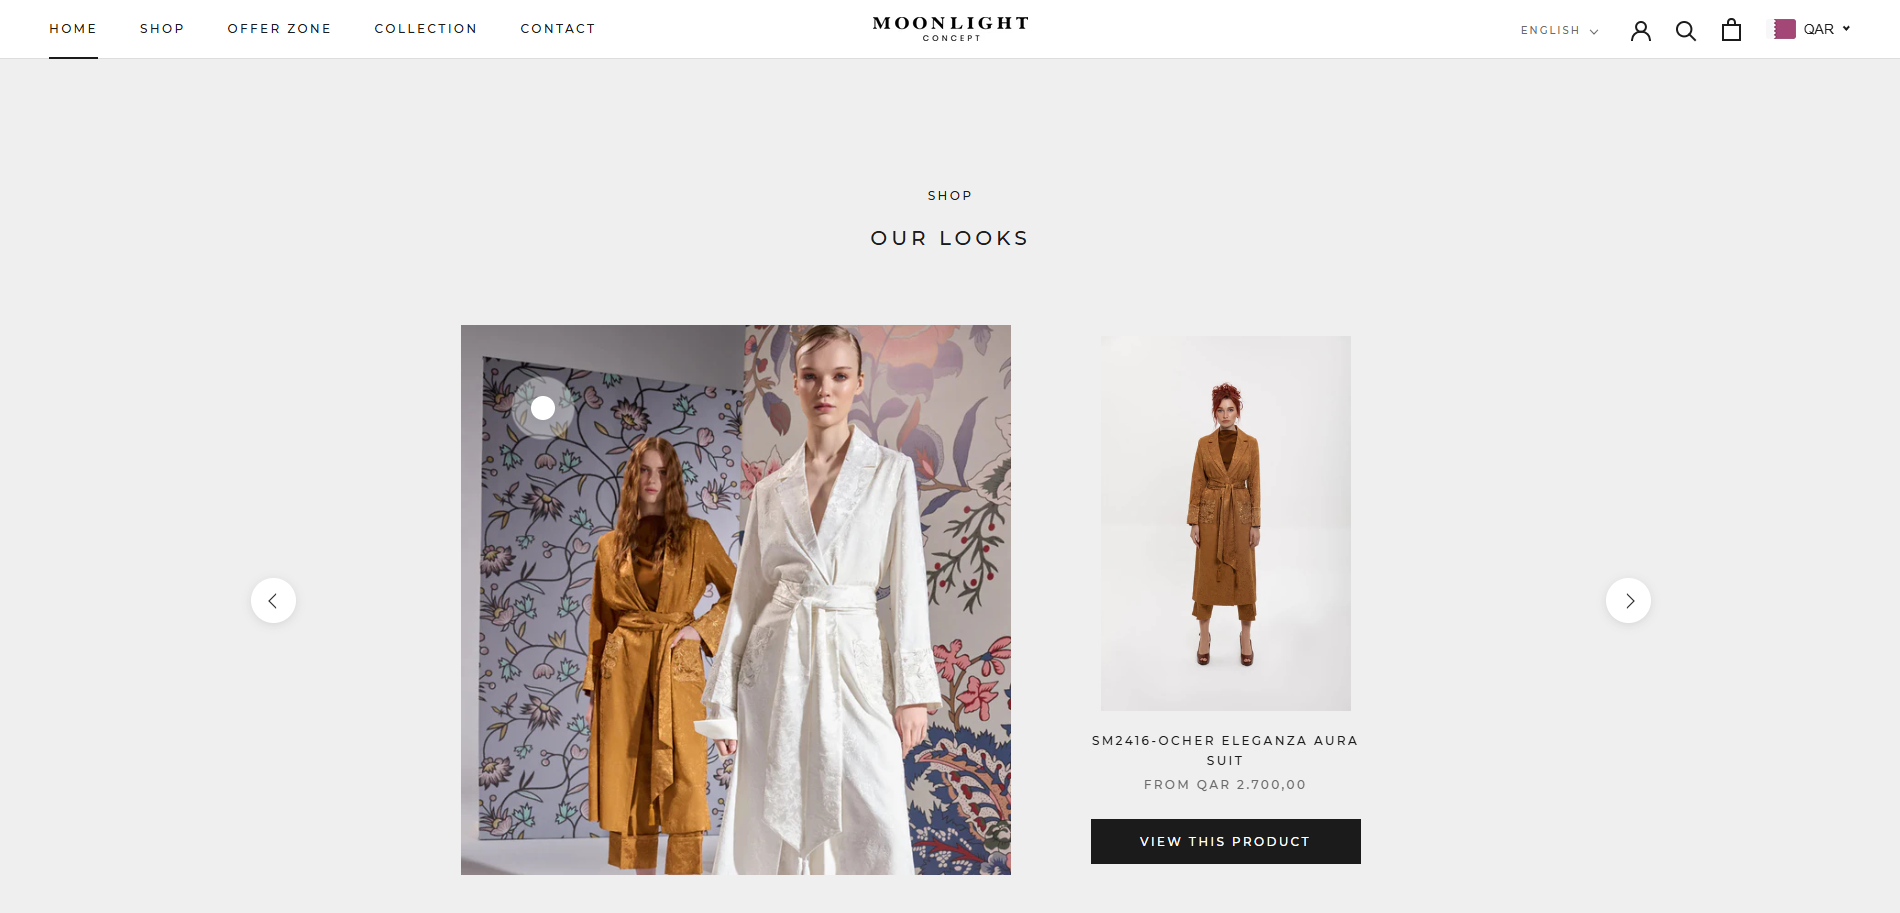 HOME
SHOP
OFFER ZONE
COLLECTION
CONTACT
MOONLIGHT
CONCEPT
ENGLISH
QAR
SHOP
OUR LOOKS
SM2416-OCHER ELEGANZA AURA
SUIT
FROM QAR 2.700,00
VIEW THIS PRODUCT